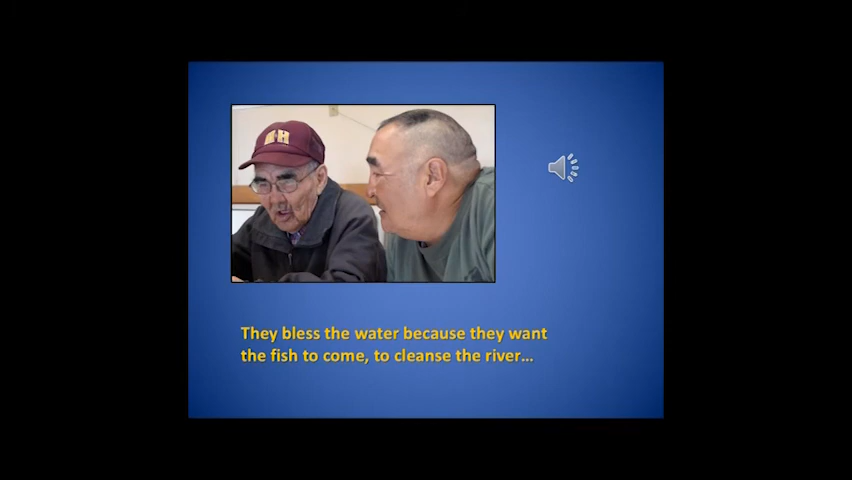 They bless the water because they want
the fish to come, to cleanse the river...